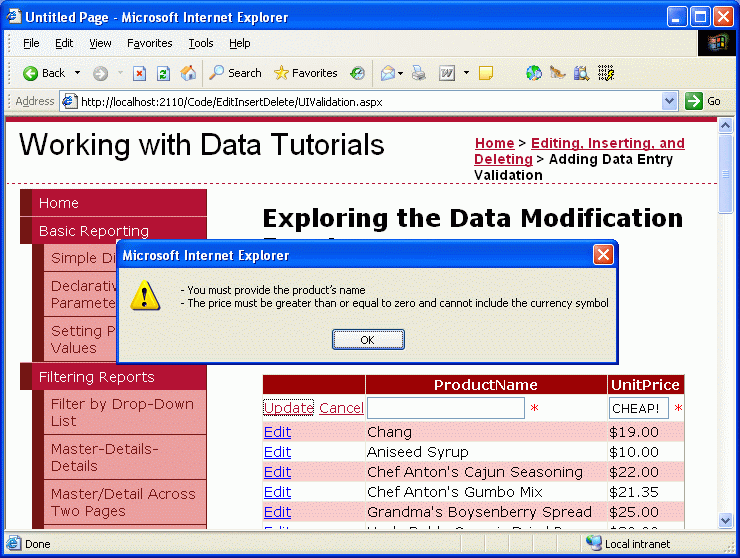 Untitled Page - Microsoft Internet Explorer
File Edit View Favorites Tools Help
Back Search Favorites
Address http://localhost:2110/Code/EditInsertDelete/UIValidation.aspx Go
Working with Data Tutorials
Home > Editing, Inserting, and
Deleting > Adding Data Entry
Validation
Home
Basic Reporting
Simple Di
Declarativ
Paramete
Setting P
Values
Filtering Reports
Filter by Drop-Down
List
Master-Details-
Details
Master/Detail Across
Two Pages
Exploring the Data Modification
Microsoft Internet Explorer
- You must provide the product's name
- The price must be greater than or equal to zero and cannot include the currency symbol
OK
ProductName UnitPrice
Update Cancel * CHEAP! *
Edit Chang $19.00
Edit Aniseed Syrup $10.00
Edit Chef Anton's Cajun Seasoning $22.00
Edit Chef Anton's Gumbo Mix $21.35
Edit Grandma's Boysenberry Spread $25.00
Done Local intranet